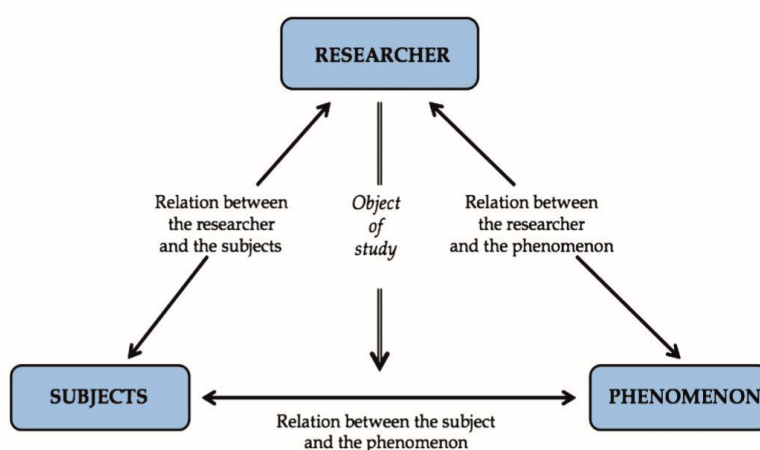 RESEARCHER
Relation between
the researcher
and the subjects
Object
of
study
Relation between
the researcher
and the phenomenon
SUBJECTS
PHENOMENON
Relation between the subject
and the phenomenon